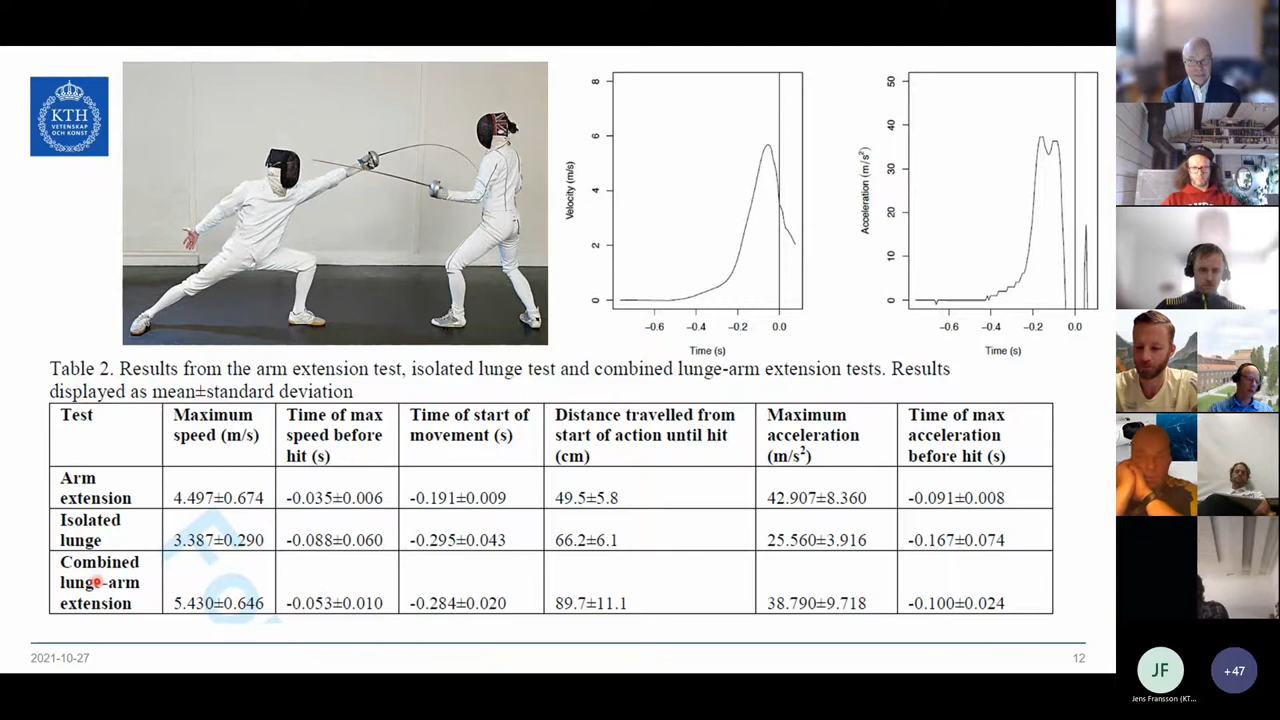 KTH
VETENSKAP
OCH KONST
Velocity (m/s)
8
6
4
2
0
−0.6 −0.4 −0.2 0.0
Time (s)
Acceleration (m/s²)
50
40
30
20
10
0
−0.6 −0.4 −0.2 0.0
Time (s)
Table 2. Results from the arm extension test, isolated lunge test and combined lunge-arm extension tests. Results
displayed as mean±standard deviation
Test Maximum speed (m/s) Time of max speed before hit (s) Time of start of movement (s) Distance travelled from start of action until hit (cm) Maximum acceleration (m/s²) Time of max acceleration before hit (s)
Arm extension 4.497±0.674 -0.035±0.006 -0.191±0.009 49.5±5.8 42.907±8.360 -0.091±0.008
Isolated lunge 3.387±0.290 -0.088±0.060 -0.295±0.043 66.2±6.1 25.560±3.916 -0.167±0.074
Combined lunge-arm extension 5.430±0.646 -0.053±0.010 -0.284±0.020 89.7±11.1 38.790±9.718 -0.100±0.024
2021-10-27
12
JF
Jens Fransson (KT...
+47